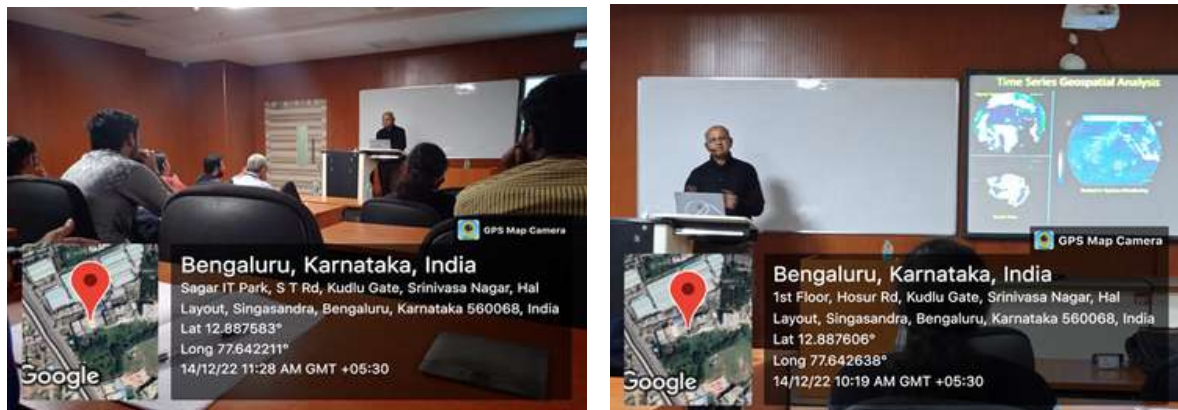 GPS Map Camera
Bengaluru, Karnataka, India
Sagar IT Park, S T Rd, Kudlu Gate, Srinivasa Nagar, Hal
Layout, Singasandra, Bengaluru, Karnataka 560068, India
Lat 12.887583°
Long 77.642211°
14/12/22 11:28 AM GMT +05:30
Google
Time Series Geospatial Analysis
GPS Map Camera
Bengaluru, Karnataka, India
1st Floor, Hosur Rd, Kudlu Gate, Srinivasa Nagar, Hal
Layout, Singasandra, Bengaluru, Karnataka 560068, India
Lat 12.887606°
Long 77.642638°
14/12/22 10:19 AM GMT +05:30
Google